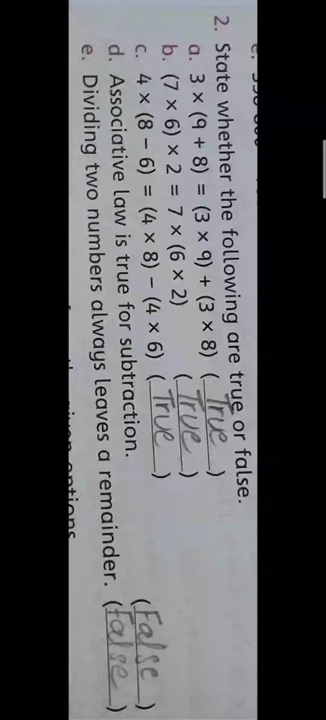 2. State whether the following are true or false.
a. 3 × (9 + 8) = (3 × 9) + (3 × 8) (True)
b. (7 × 6) × 2 = 7 × (6 × 2) (True)
c. 4 × (8 − 6) = (4 × 8) − (4 × 6) (True)
d. Associative law is true for subtraction. (False)
e. Dividing two numbers always leaves a remainder. (False)
options